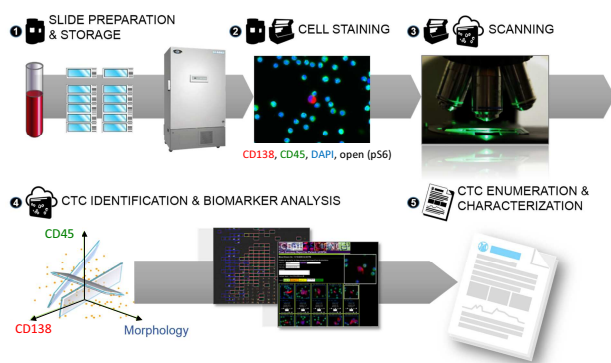 1 SLIDE PREPARATION
& STORAGE
2 CELL STAINING
3 SCANNING
CD138, CD45, DAPI, open (pS6)
4 CTC IDENTIFICATION & BIOMARKER ANALYSIS
5 CTC ENUMERATION &
CHARACTERIZATION
CD45
CD138
Morphology